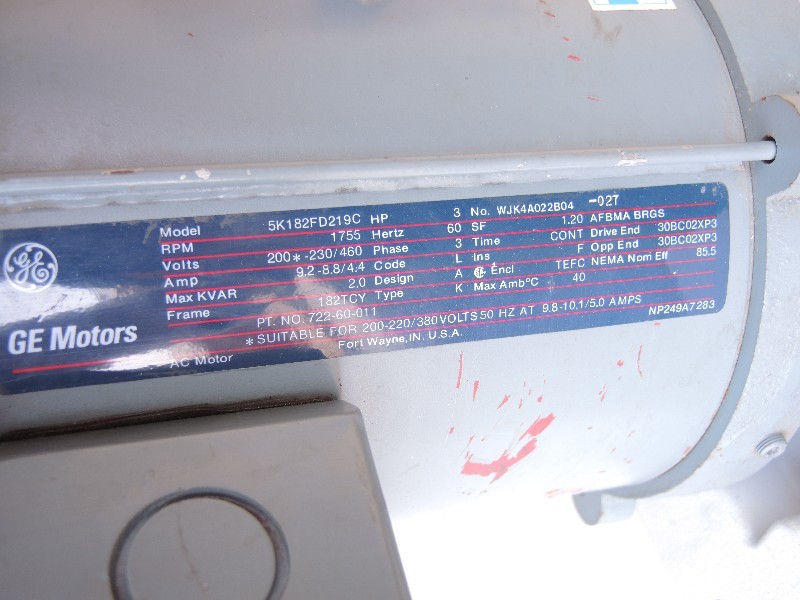 Model 5K182FD219C HP 3 No. WJK4A022B04 -027
RPM 1755 Hertz 60 SF 1.20 AFBMA BRGS
Volts 200*-230/460 Phase 3 Time CONT Drive End 30BC02XP3
Amp 9.2-8.8/4.4 Code L Ins F Opp End 30BC02XP3
Max KVAR 2.0 Design A Encl TEFC NEMA Nom Eff 85.5
Frame 182TCY Type K Max Amb°C 40
PT. NO. 722-60-011
*SUITABLE FOR 200-220/380VOLTS 50 HZ AT 9.8-10.1/5.0 AMPS
AC Motor Fort Wayne, IN. U.S.A. NP249A7283
GE
GE Motors